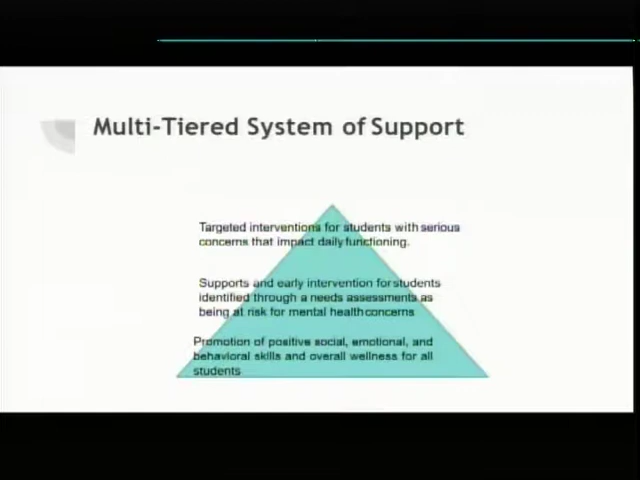 Multi-Tiered System of Support
Targeted interventions for students with serious
concerns that impact daily functioning.
Supports and early intervention for students
identified through a needs assessments as
being at risk for mental health concerns
Promotion of positive social, emotional, and
behavioral skills and overall wellness for all
students